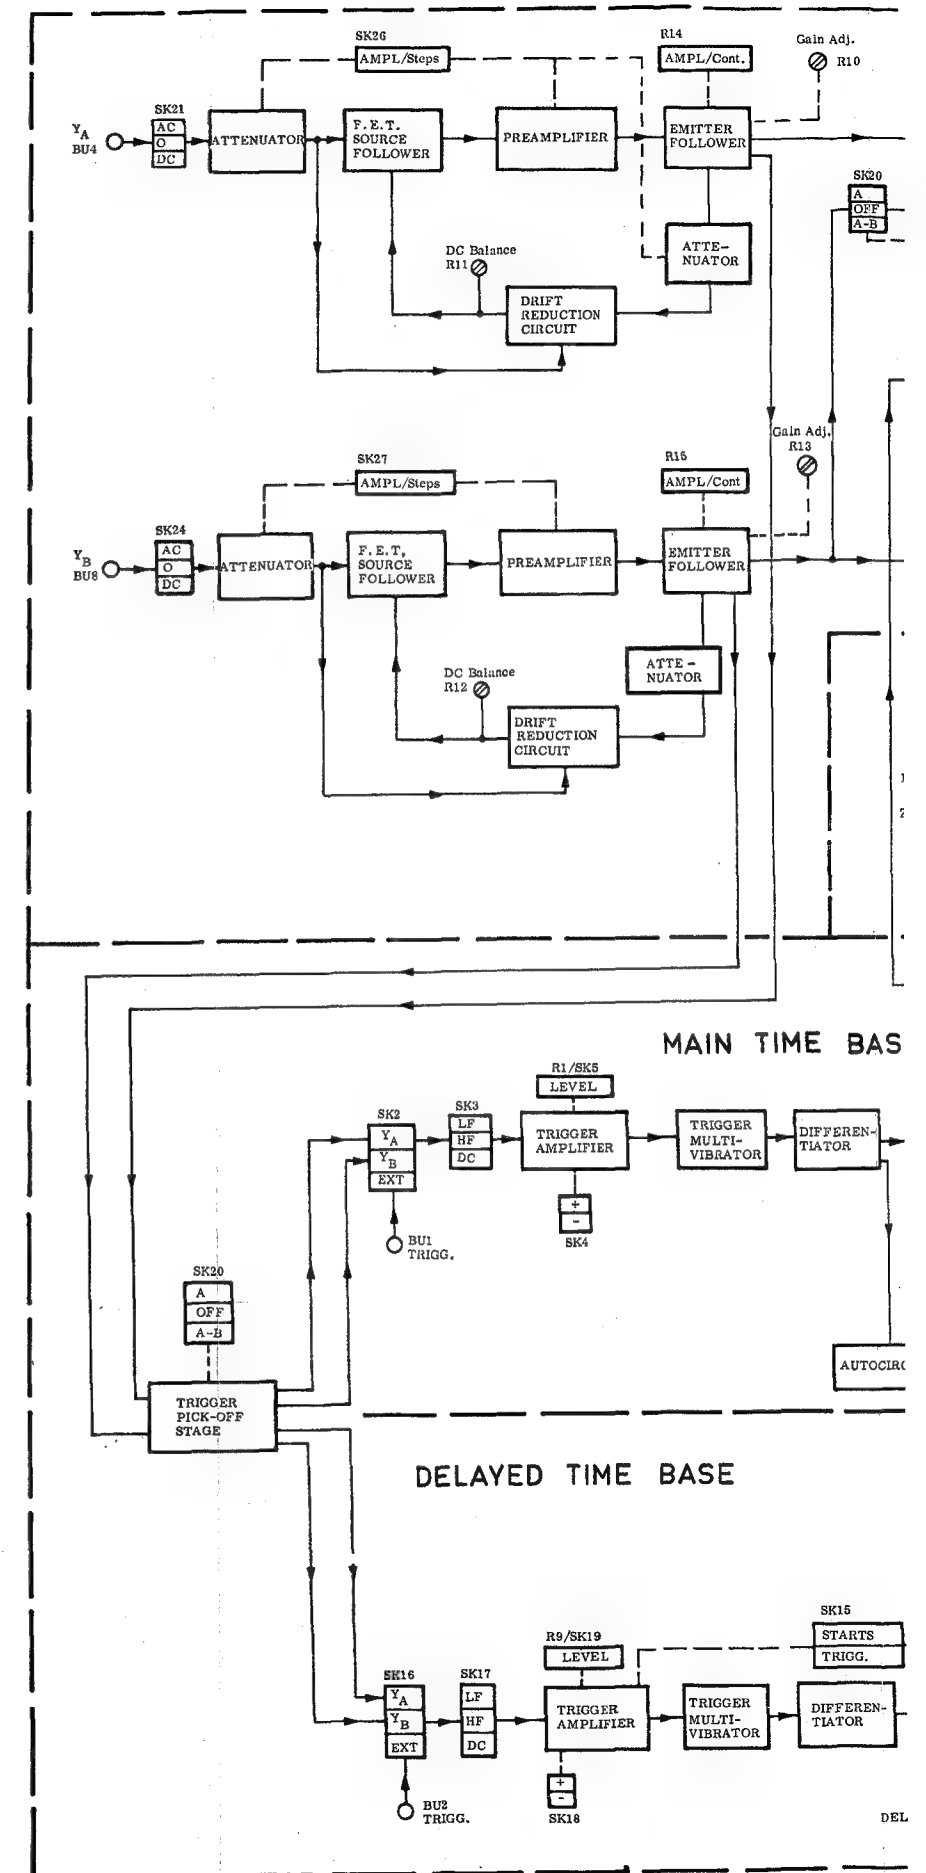 SK26
AMPL/Steps
R14
AMPL/Cont.
Gain Adj.
R10
SK21
AC
O
DC
YA
BU4
ATTENUATOR
F.E.T.
SOURCE
FOLLOWER
PREAMPLIFIER
EMITTER
FOLLOWER
SK20
A
OFF
A-B
ATTE-
NUATOR
DC Balance
R11
DRIFT
REDUCTION
CIRCUIT
Gain Adj.
R13
SK27
AMPL/Steps
R15
AMPL/Cont
SK24
AC
O
DC
YB
BU8
ATTENUATOR
F.E.T,
SOURCE
FOLLOWER
PREAMPLIFIER
EMITTER
FOLLOWER
ATTE-
NUATOR
DC Balance
R12
DRIFT
REDUCTION
CIRCUIT
MAIN TIME BAS
R1/SK5
LEVEL
SK2
YA
YB
EXT
SK3
LF
HF
DC
TRIGGER
AMPLIFIER
TRIGGER
MULTI-
VIBRATOR
DIFFEREN-
TIATOR
+
-
SK4
BU1
TRIGG.
SK20
A
OFF
A-B
AUTOCIRC
TRIGGER
PICK-OFF
STAGE
DELAYED TIME BASE
SK15
STARTS
TRIGG.
R9/SK19
LEVEL
SK16
YA
YB
EXT
SK17
LF
HF
DC
TRIGGER
AMPLIFIER
TRIGGER
MULTI-
VIBRATOR
DIFFEREN-
TIATOR
+
-
SK18
BU2
TRIGG.
DEL